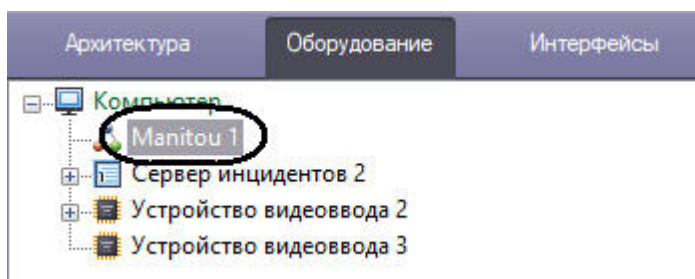 Архитектура Оборудование Интерфейсы
Компьютер
Manitou 1
Сервер инцидентов 2
Устройство видеоввода 2
Устройство видеоввода 3